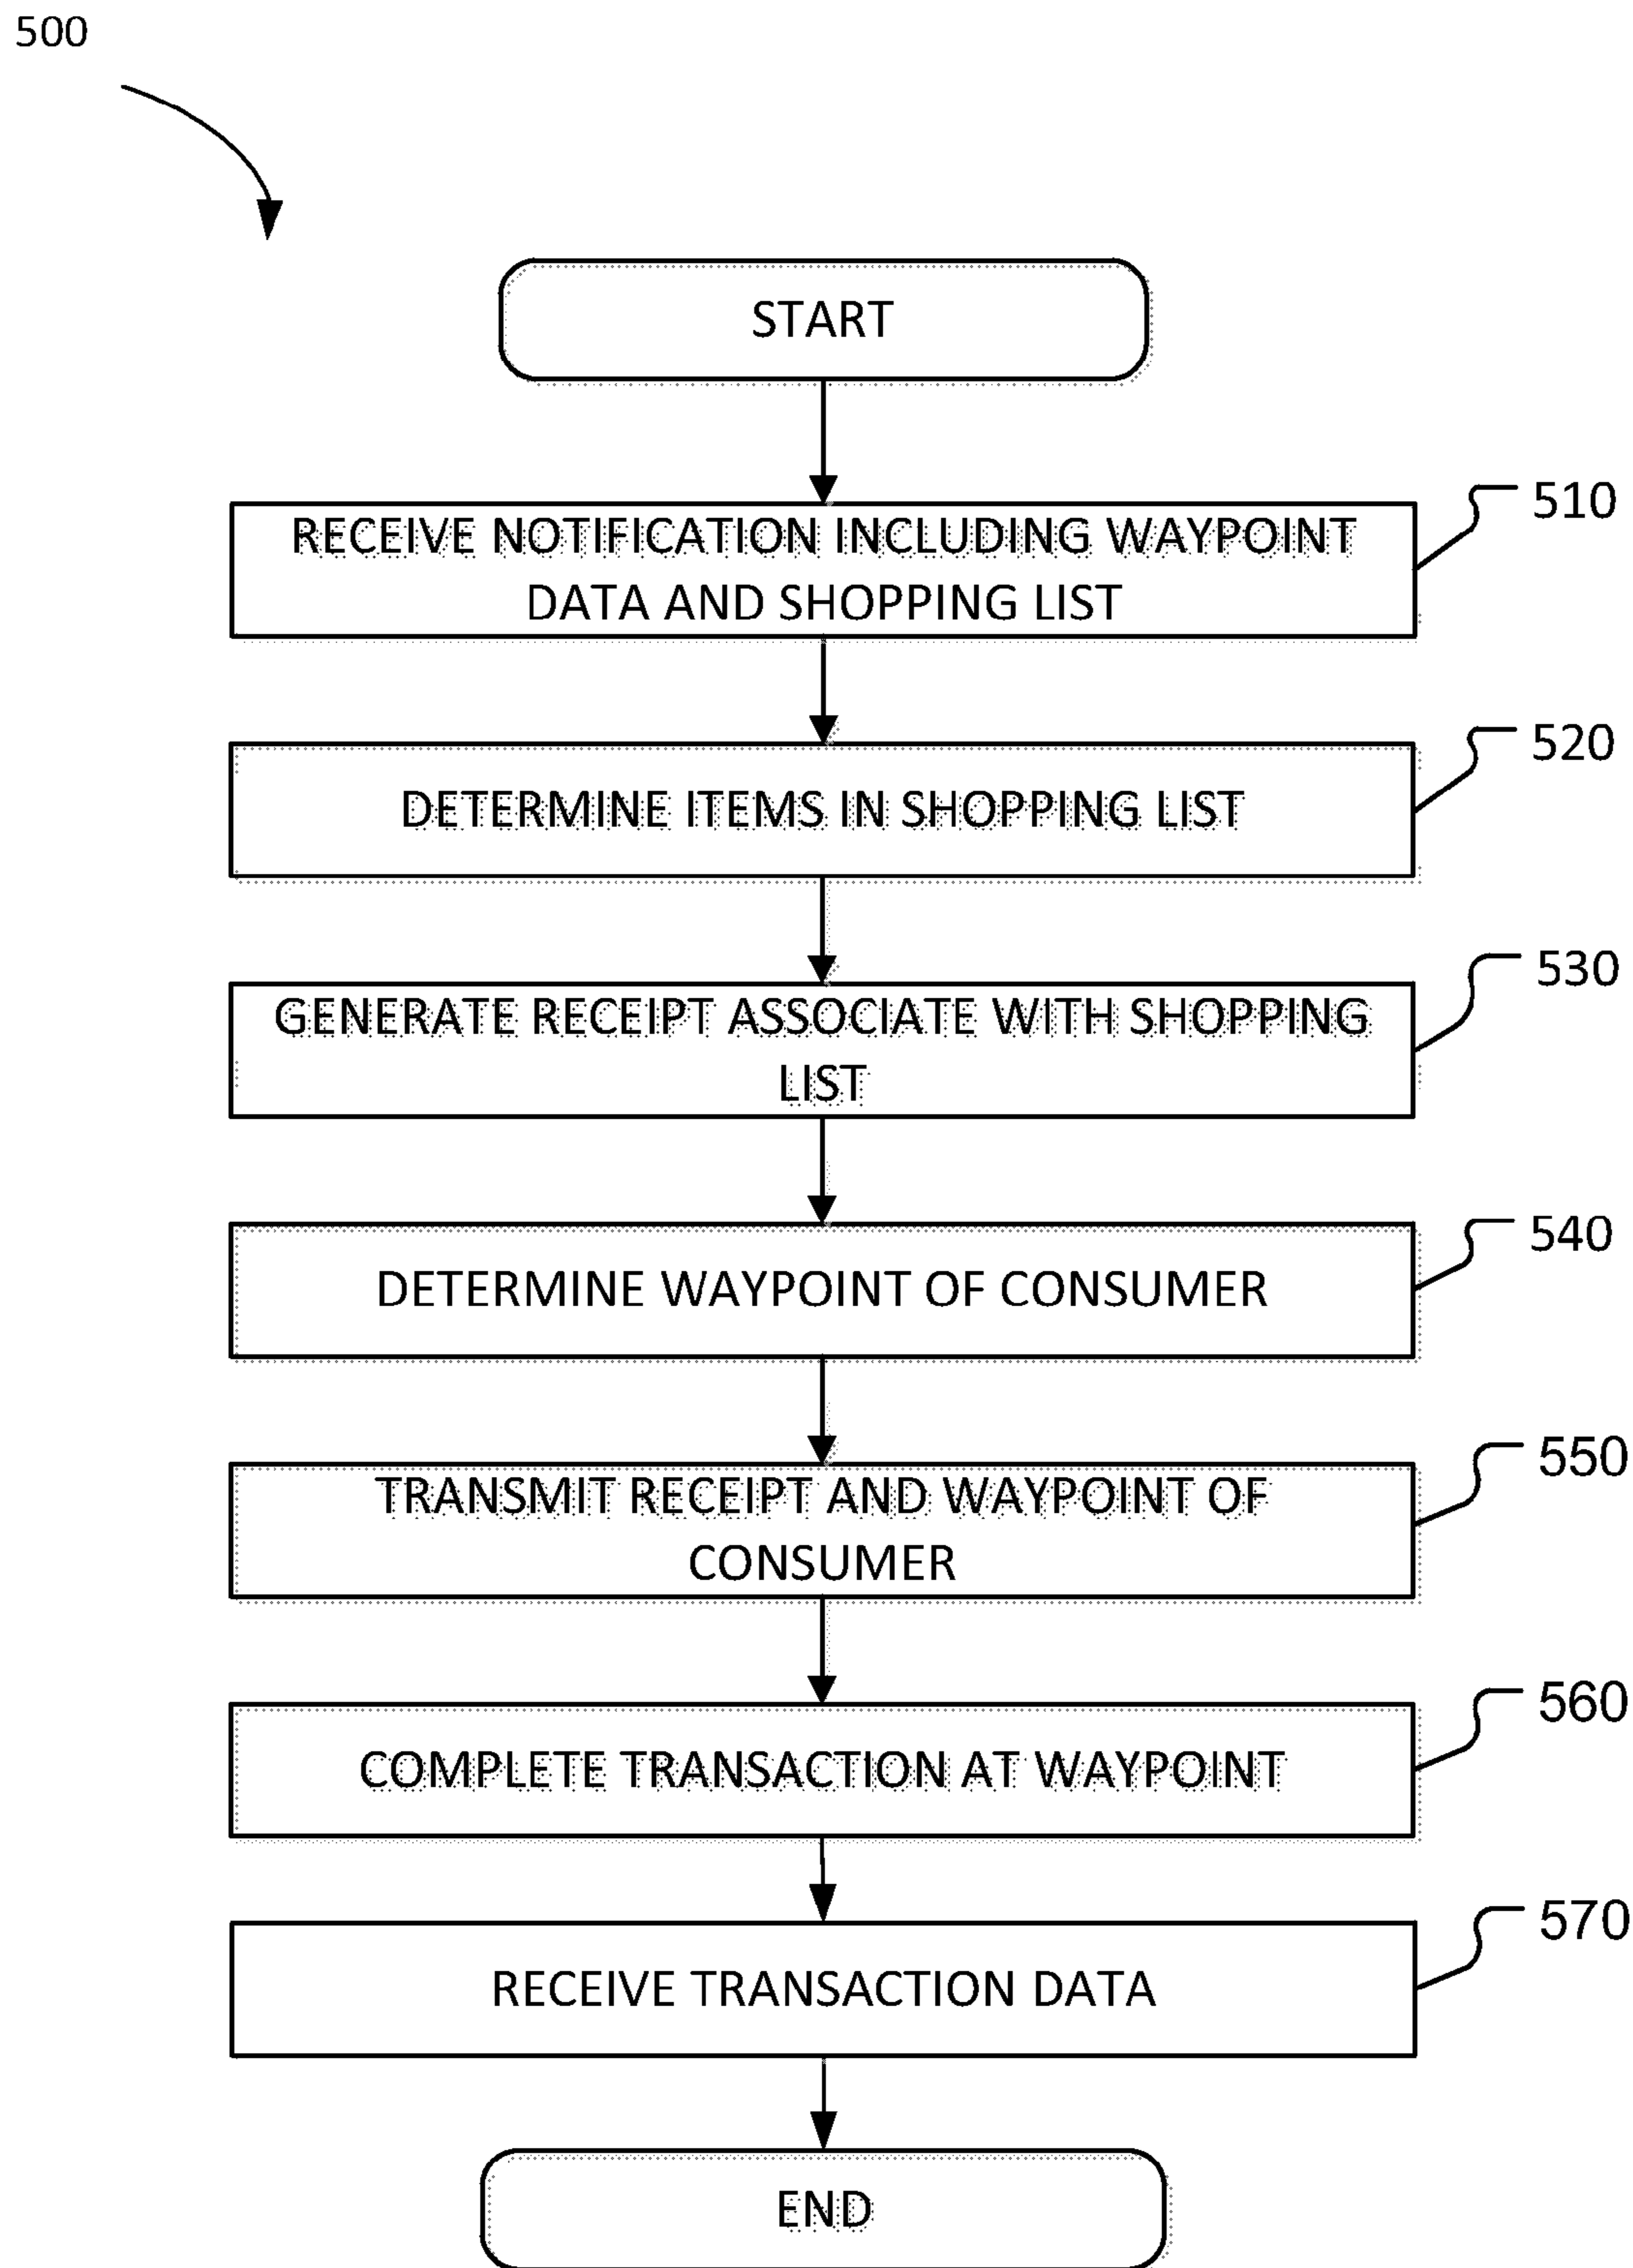 500
START
510
RECEIVE NOTIFICATION INCLUDING WAYPOINT
DATA AND SHOPPING LIST
520
DETERMINE ITEMS IN SHOPPING LIST
530
GENERATE RECEIPT ASSOCIATE WITH SHOPPING
LIST
540
DETERMINE WAYPOINT OF CONSUMER
550
TRANSMIT RECEIPT AND WAYPOINT OF
CONSUMER
560
COMPLETE TRANSACTION AT WAYPOINT
570
RECEIVE TRANSACTION DATA
END